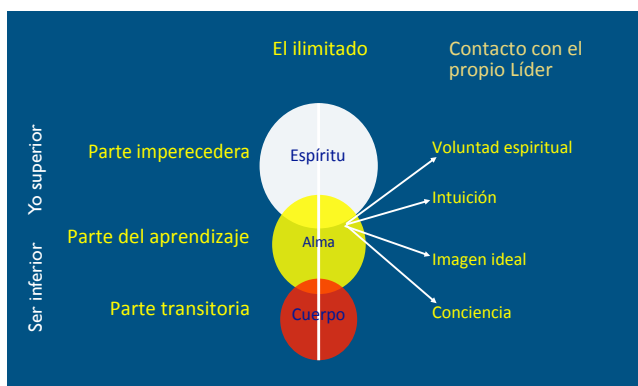 El ilimitado
Contacto con el
propio Líder
Yo superior
Parte imperecedera
Espíritu
Voluntad espiritual
Intuición
Ser inferior
Parte del aprendizaje
Alma
Imagen ideal
Parte transitoria
Cuerpo
Conciencia